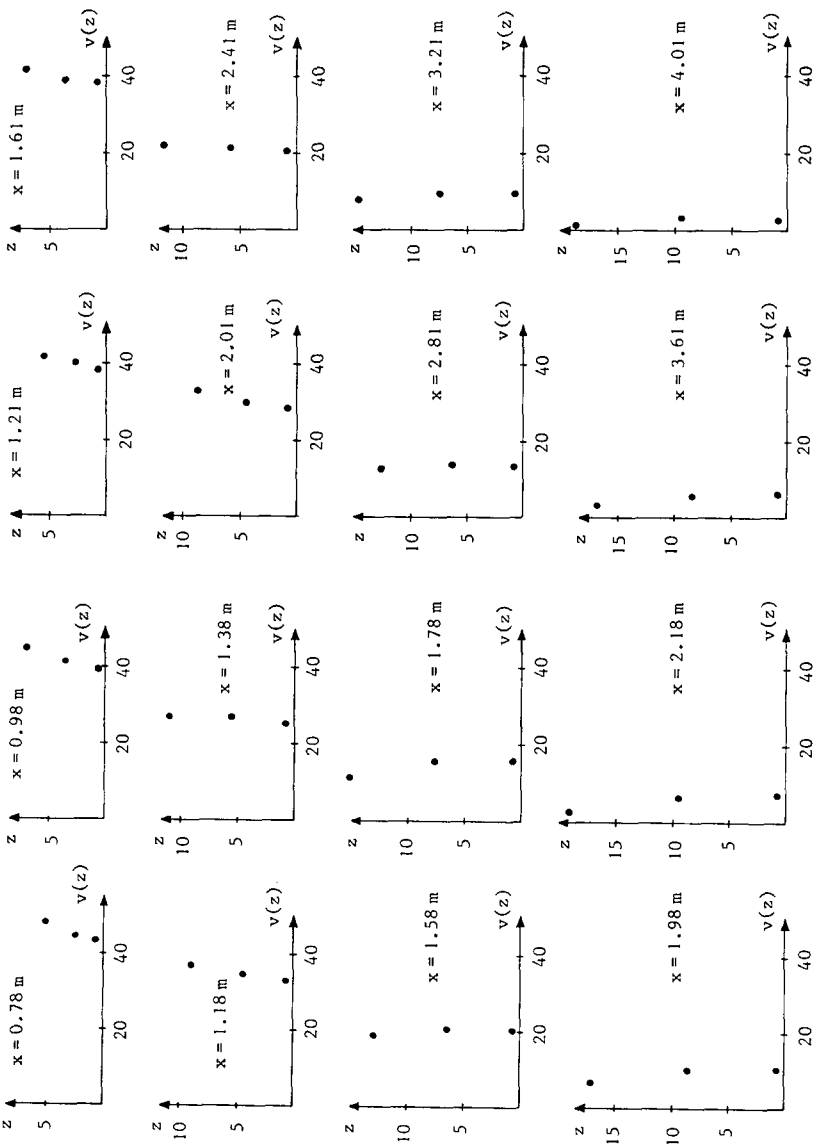 z
x = 0.78 m
5
v(z)
20 40
z
x = 0.98 m
5
v(z)
20 40
z
x = 1.21 m
5
v(z)
20 40
z
x = 1.61 m
5
v(z)
20 40
z
10
x = 1.18 m
5
v(z)
20 40
z
10
x = 1.38 m
5
v(z)
20 40
z
10
x = 2.01 m
5
v(z)
20 40
z
10
x = 2.41 m
5
v(z)
20 40
z
x = 1.58 m
10
5
v(z)
20 40
z
x = 1.78 m
10
5
v(z)
20 40
z
x = 2.81 m
10
5
v(z)
20 40
z
x = 3.21 m
10
5
v(z)
20 40
z
15
x = 1.98 m
10
5
v(z)
20 40
z
15
x = 2.18 m
10
5
v(z)
20 40
z
15
x = 3.61 m
10
5
v(z)
20 40
z
15
x = 4.01 m
10
5
v(z)
20 40